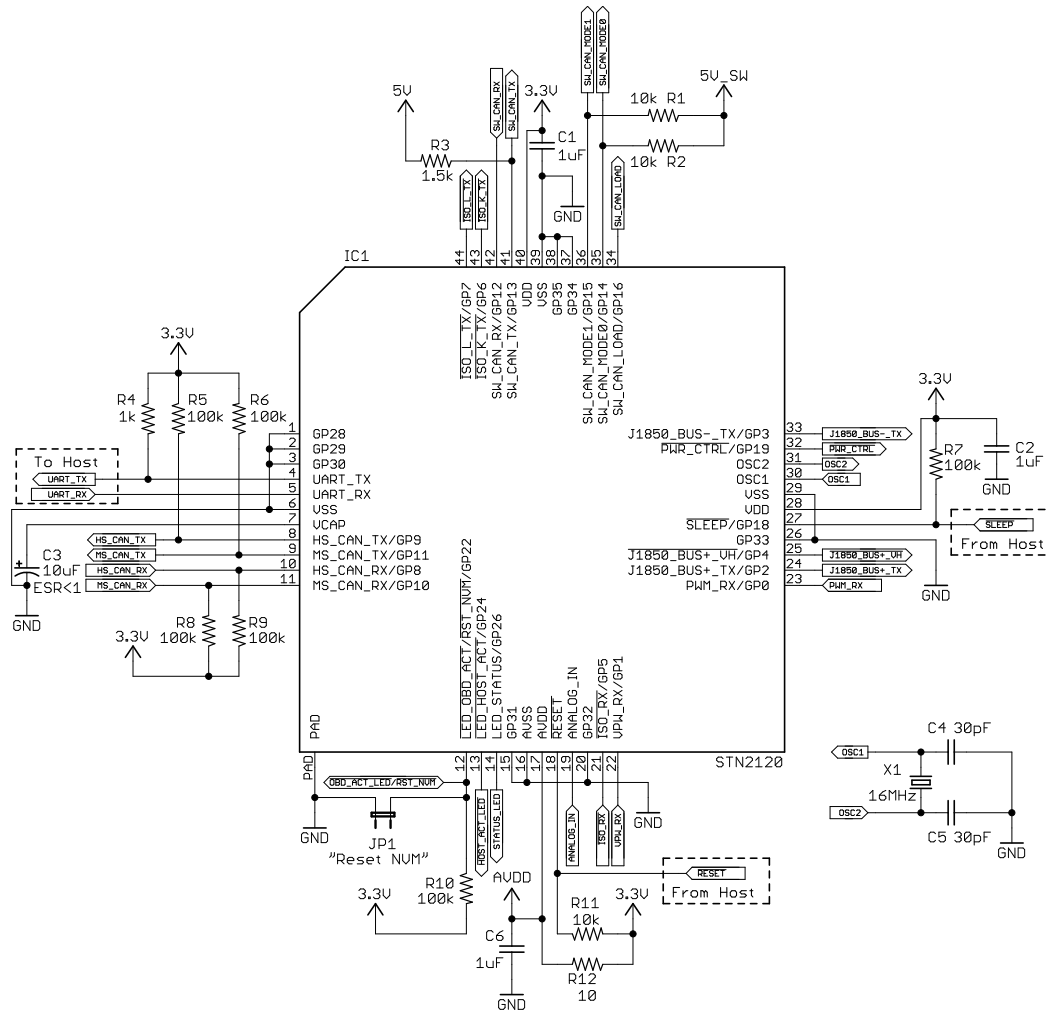 SW_CAN_MODE1
SW_CAN_MODE0
5V
SW_CAN_RX
SW_CAN_TX
3.3V
5V_SW
10k R1
C1
1uF
R3
1.5k
10k R2
ISO_L_TX
ISO_K_TX
SW_CAN_LOAD
GND
IC1
44
43
42
41
40
39
38
37
36
35
34
ISO_L_TX/GP7
ISO_K_TX/GP6
SW_CAN_RX/GP12
SW_CAN_TX/GP13
VDD
VSS
GP35
GP34
SW_CAN_MODE1/GP15
SW_CAN_MODE0/GP14
SW_CAN_LOAD/GP16
3.3V
R4
1k
R5
100k
R6
100k
To Host
UART_TX
UART_RX
1 GP28
2 GP29
3 GP30
4 UART_TX
5 UART_RX
6 VSS
7 VCAP
HS_CAN_TX 8 HS_CAN_TX/GP9
MS_CAN_TX 9 MS_CAN_TX/GP11
HS_CAN_RX 10 HS_CAN_RX/GP8
MS_CAN_RX 11 MS_CAN_RX/GP10
C3
10uF
ESR<1
GND
3.3V
R8
100k
R9
100k
3.3V
R7
100k
C2
1uF
GND
J1850_BUS-_TX/GP3 33 J1850_BUS-_TX
PWR_CTRL/GP19 32 PWR_CTRL
OSC2 31 OSC2
OSC1 30 OSC1
VSS 29
VDD 28
SLEEP/GP18 27 SLEEP
From Host
GP33 26
J1850_BUS+_VH/GP4 25 J1850_BUS+_VH
J1850_BUS+_TX/GP2 24 J1850_BUS+_TX
PWM_RX/GP0 23 PWM_RX
GND
PAD
LED_OBD_ACT/RST_NVM/GP22
LED_HOST_ACT/GP24
LED_STATUS/GP26
GP31
AVSS
AVDD
RESET
ANALOG_IN
GP32
ISO_RX/GP5
VPW_RX/GP1
PAD
12
13
14
15
16
17
18
19
20
21
22
STN2120
OBD_ACT_LED/RST_NVM
HOST_ACT_LED
STATUS_LED
ANALOG_IN
ISO_RX
VPW_RX
GND
GND
JP1
"Reset NVM"
R10
100k
3.3V
AVDD
C6
1uF
GND
RESET
From Host
R11
10k
3.3V
R12
10
C4 30pF
OSC1
X1
16MHz
OSC2
C5 30pF
GND